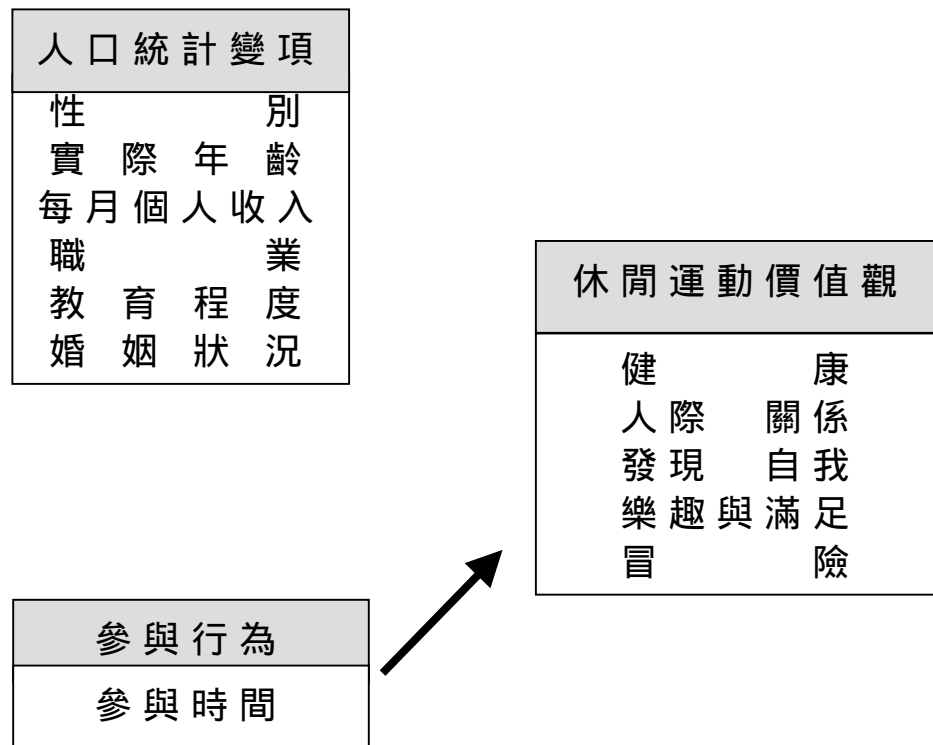 人口統計變項
性別
實際年齡
每月個人收入
職業
教育程度
婚姻狀況
休閒運動價值觀
健康
人際關係
發現自我
樂趣與滿足
冒險
參與行為
參與時間